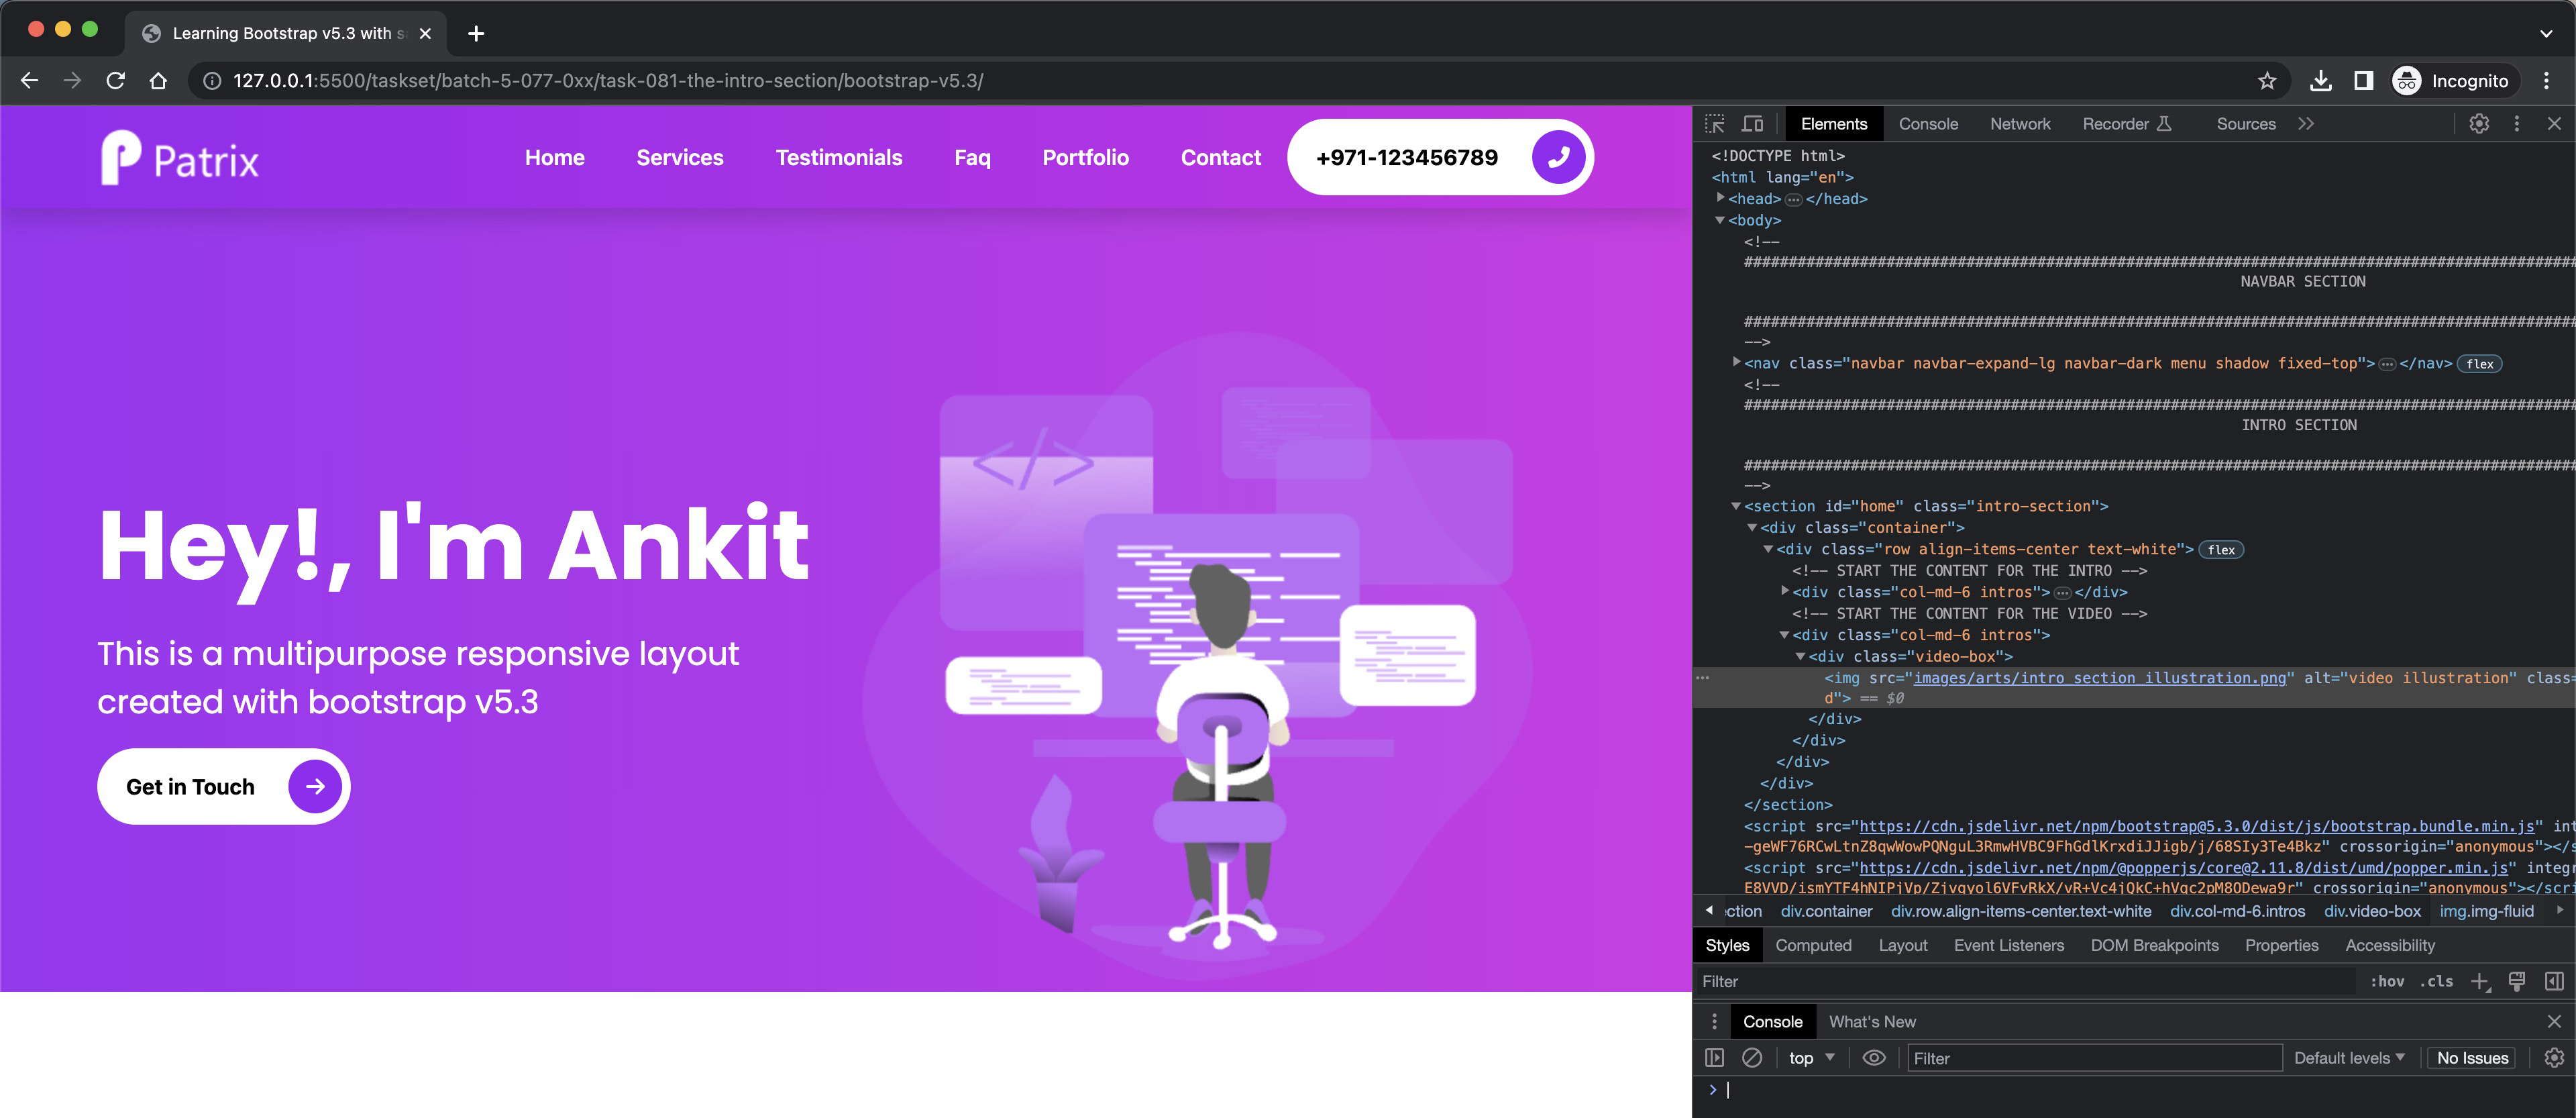 Learning Bootstrap v5.3 with s
127.0.0.1:5500/taskset/batch-5-077-0xx/task-081-the-intro-section/bootstrap-v5.3/
Incognito
Patrix
Home Services Testimonials Faq Portfolio Contact +971-123456789
</>
Hey!, I'm Ankit
This is a multipurpose responsive layout
created with bootstrap v5.3
Get in Touch
Elements Console Network Recorder Sources
<!DOCTYPE html>
<html lang="en">
<head>…</head>
<body>
<!--
NAVBAR SECTION
-->
<nav class="navbar navbar-expand-lg navbar-dark menu shadow fixed-top">…</nav> flex
<!--
INTRO SECTION
-->
<section id="home" class="intro-section">
<div class="container">
<div class="row align-items-center text-white"> flex
<!-- START THE CONTENT FOR THE INTRO -->
<div class="col-md-6 intros">…</div>
<!-- START THE CONTENT FOR THE VIDEO -->
<div class="col-md-6 intros">
<div class="video-box">
<img src="images/arts/intro_section_illustration.png" alt="video illustration" class=
d"> == $0
</div>
</div>
</div>
</div>
</section>
<script src="https://cdn.jsdelivr.net/npm/bootstrap@5.3.0/dist/js/bootstrap.bundle.min.js" int
-geWF76RCwLtnZ8qwWowPQNguL3RmwHVBC9FhGdlKrxdiJJigb/j/68SIy3Te4Bkz" crossorigin="anonymous"></s
<script src="https://cdn.jsdelivr.net/npm/@popperjs/core@2.11.8/dist/umd/popper.min.js" integr
E8VVD/ismYTF4hNIPjVp/Zjvgyol6VFvRkX/vR+Vc4jQkC+hVqc2pM8ODewa9r" crossorigin="anonymous"></scri
ction div.container div.row.align-items-center.text-white div.col-md-6.intros div.video-box img.img-fluid
Styles Computed Layout Event Listeners DOM Breakpoints Properties Accessibility
Filter :hov .cls
Console What's New
top Filter Default levels No Issues